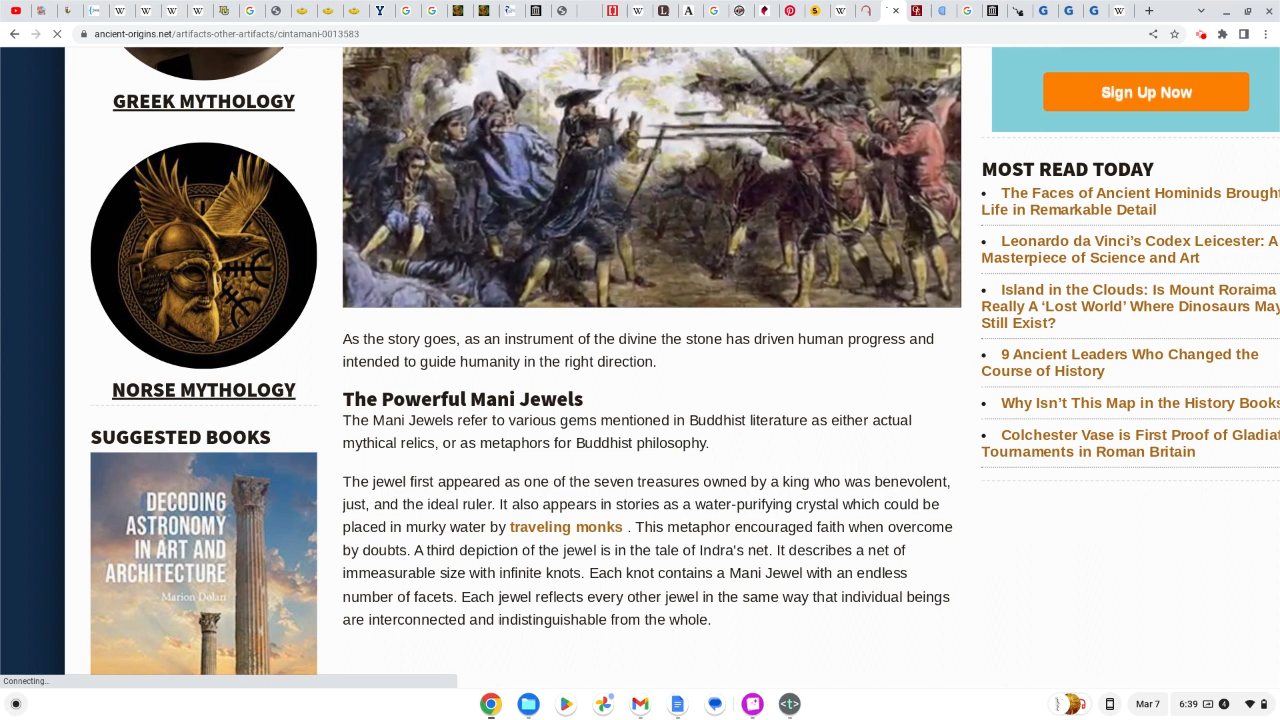 ancient-origins.net/artifacts-other-artifacts/cintamani-0013583
GREEK MYTHOLOGY
NORSE MYTHOLOGY
SUGGESTED BOOKS
DECODING
ASTRONOMY
IN ART AND
ARCHITECTURE
Marion Dolan
As the story goes, as an instrument of the divine the stone has driven human progress and
intended to guide humanity in the right direction.
The Powerful Mani Jewels
The Mani Jewels refer to various gems mentioned in Buddhist literature as either actual
mythical relics, or as metaphors for Buddhist philosophy.
The jewel first appeared as one of the seven treasures owned by a king who was benevolent,
just, and the ideal ruler. It also appears in stories as a water-purifying crystal which could be
placed in murky water by traveling monks . This metaphor encouraged faith when overcome
by doubts. A third depiction of the jewel is in the tale of Indra's net. It describes a net of
immeasurable size with infinite knots. Each knot contains a Mani Jewel with an endless
number of facets. Each jewel reflects every other jewel in the same way that individual beings
are interconnected and indistinguishable from the whole.
Sign Up Now
MOST READ TODAY
• The Faces of Ancient Hominids Brought
Life in Remarkable Detail
• Leonardo da Vinci's Codex Leicester: A
Masterpiece of Science and Art
• Island in the Clouds: Is Mount Roraima
Really A ‘Lost World’ Where Dinosaurs May
Still Exist?
• 9 Ancient Leaders Who Changed the
Course of History
• Why Isn't This Map in the History Books
• Colchester Vase is First Proof of Gladiat
Tournaments in Roman Britain
Connecting...
Mar 7
6:39
4